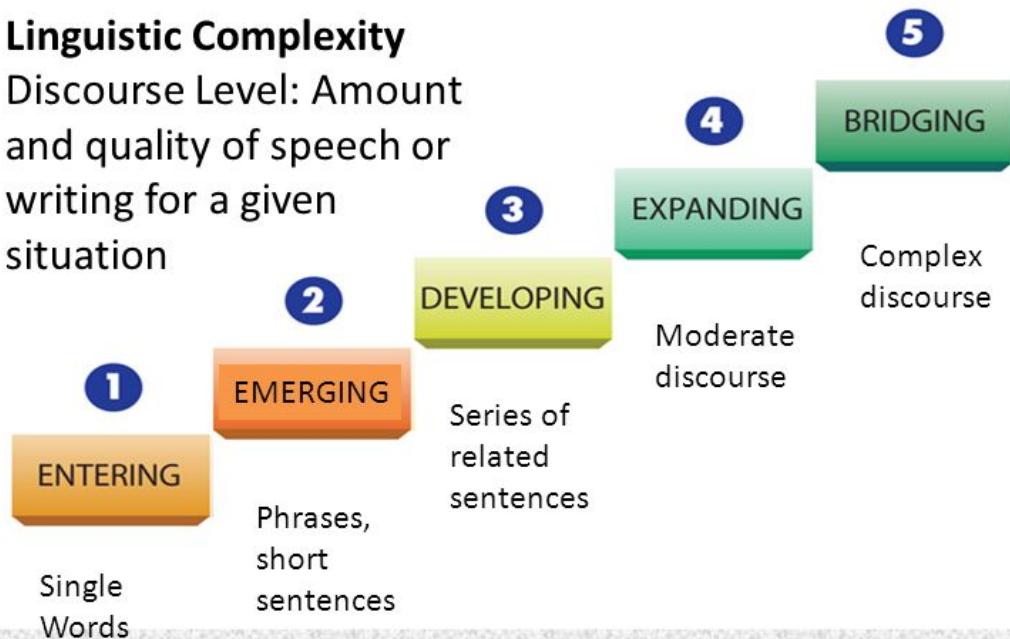 Linguistic Complexity
Discourse Level: Amount
and quality of speech or
writing for a given
situation
1
ENTERING
Single
Words
2
EMERGING
Phrases,
short
sentences
3
DEVELOPING
Series of
related
sentences
4
EXPANDING
Moderate
discourse
5
BRIDGING
Complex
discourse